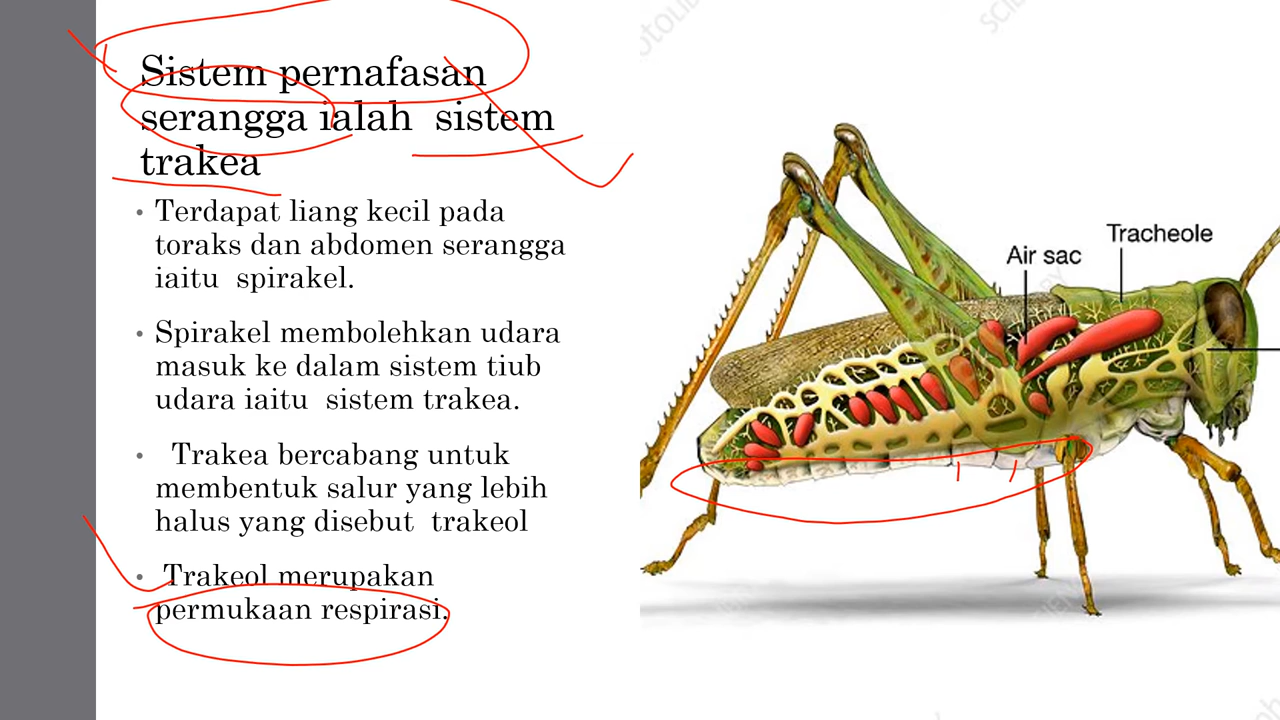 Sistem pernafasan
serangga ialah sistem
trakea
• Terdapat liang kecil pada
toraks dan abdomen serangga
iaitu spirakel.
• Spirakel membolehkan udara
masuk ke dalam sistem tiub
udara iaitu sistem trakea.
• Trakea bercabang untuk
membentuk salur yang lebih
halus yang disebut trakeol
• Trakeol merupakan
permukaan respirasi.
Tracheole
Air sac